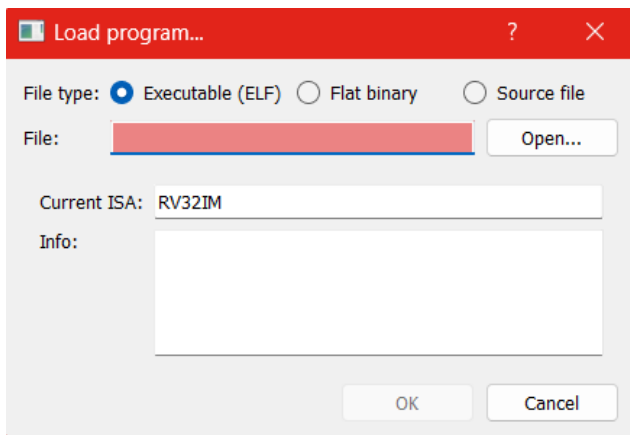 Load program... ?
File type: Executable (ELF) Flat binary Source file
File: Open...
Current ISA: RV32IM
Info:
OK Cancel